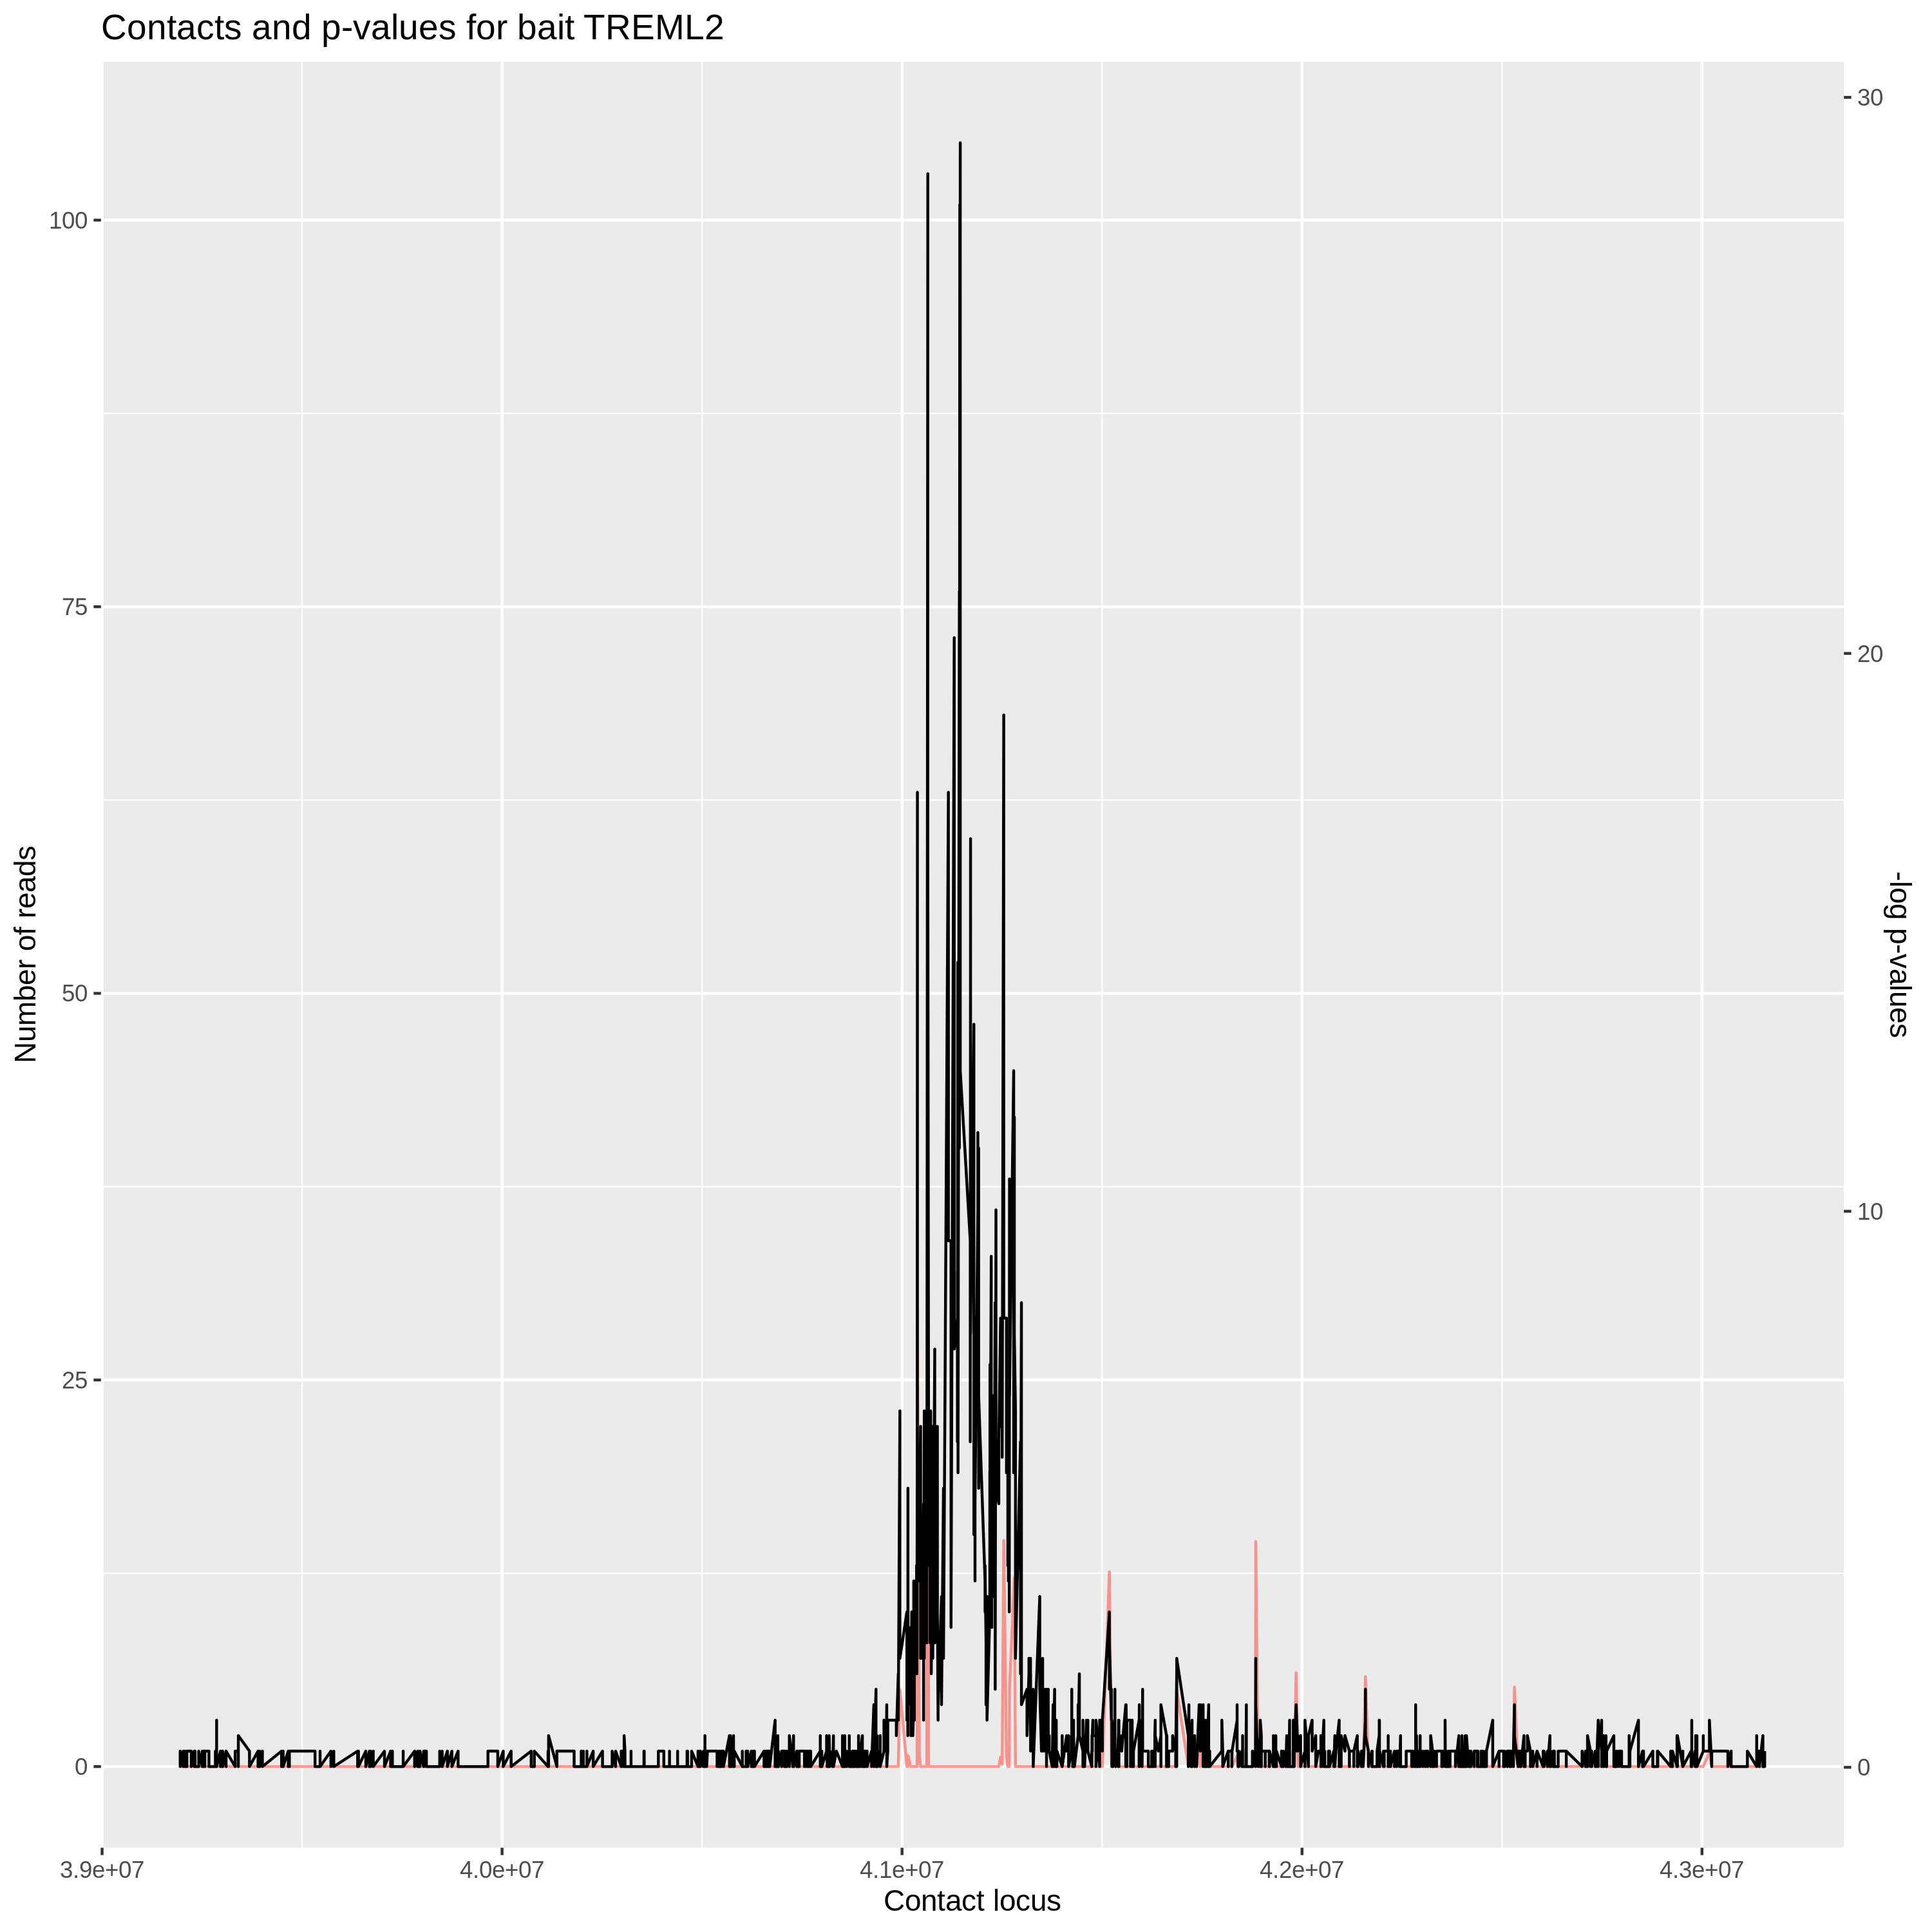 Contacts and p-values for bait TREML2
30
100
75
20
Number of reads
-log p-values
50
10
25
0
0
3.9e+07 4.0e+07 4.1e+07 4.2e+07 4.3e+07
Contact locus